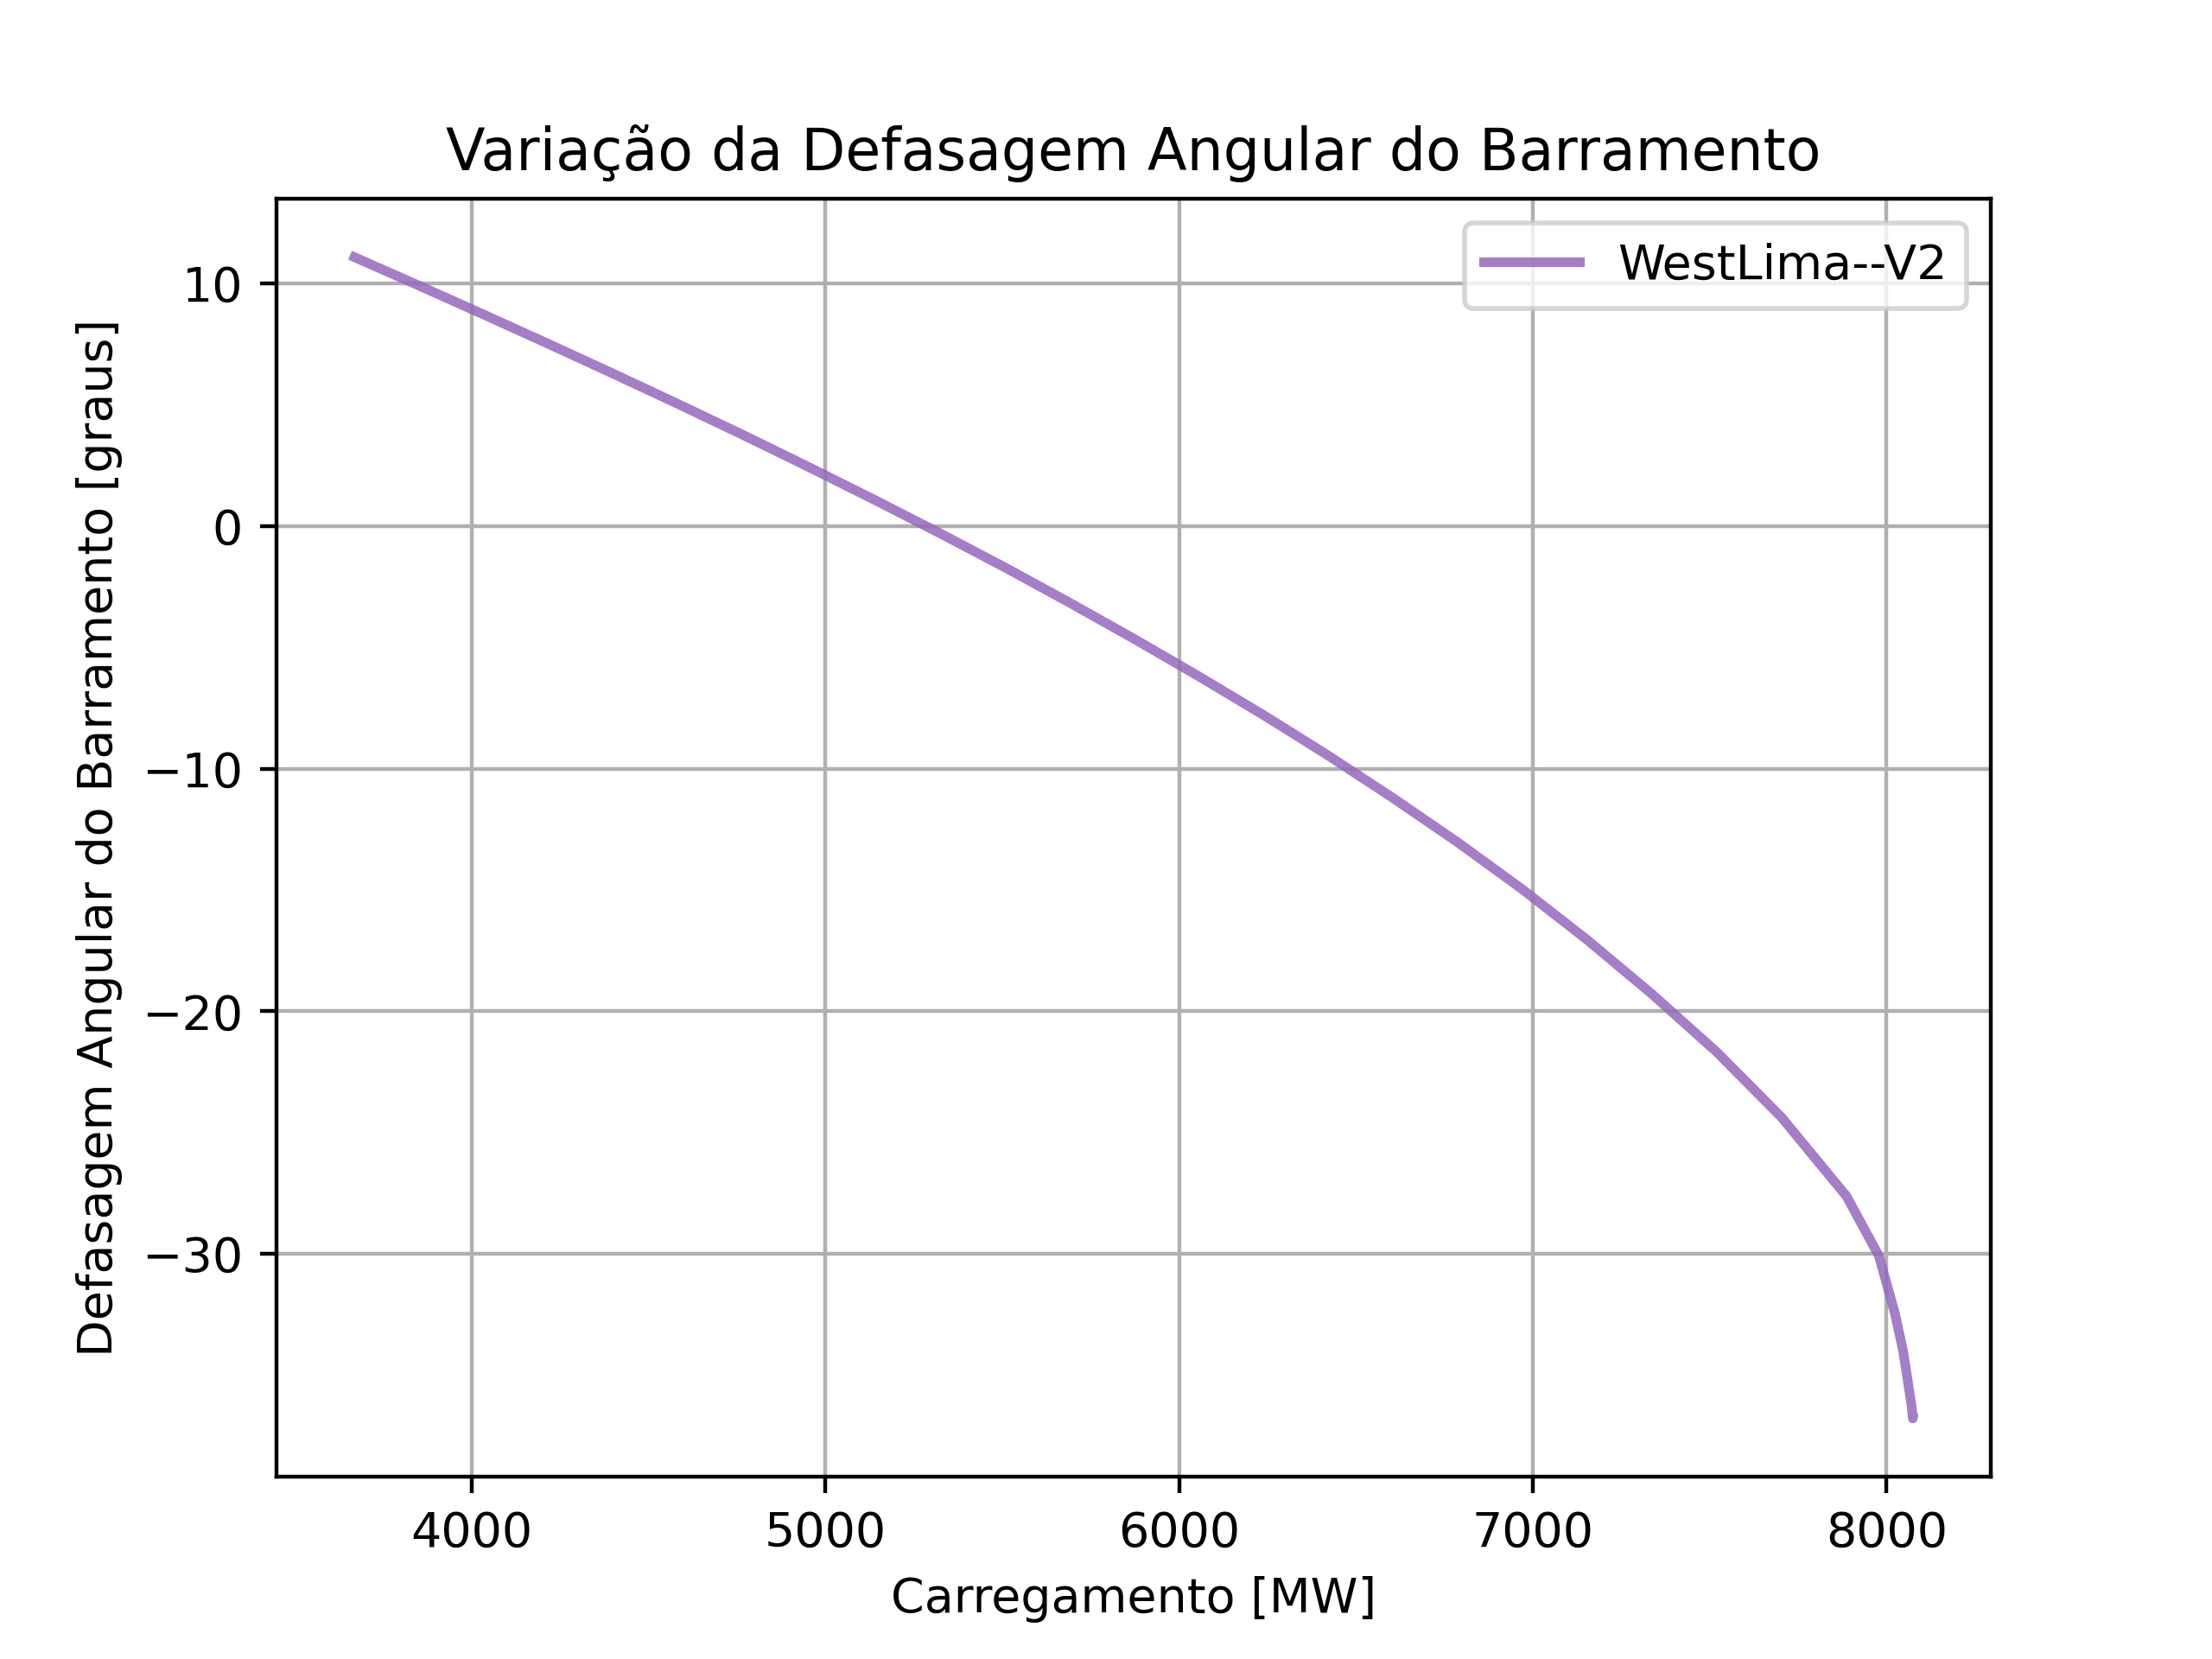 Variação da Defasagem Angular do Barramento
WestLima--V2
Defasagem Angular do Barramento [graus]
10
0
−10
−20
−30
4000 5000 6000 7000 8000
Carregamento [MW]